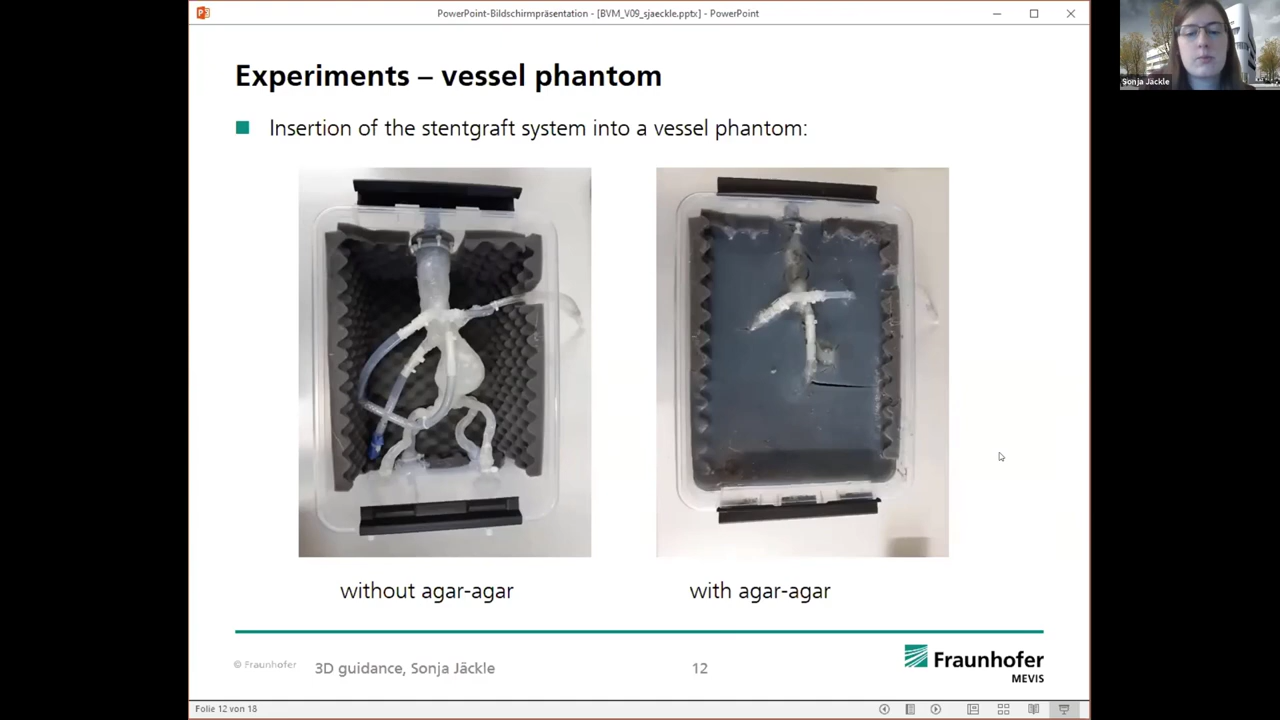 PowerPoint-Bildschirmpräsentation - [BVM_V09_sjaeckle.pptx] - PowerPoint
Sonja Jäckle
Experiments – vessel phantom
Insertion of the stentgraft system into a vessel phantom:
without agar-agar
with agar-agar
© Fraunhofer
3D guidance, Sonja Jäckle
12
Fraunhofer
MEVIS
Folie 12 von 18